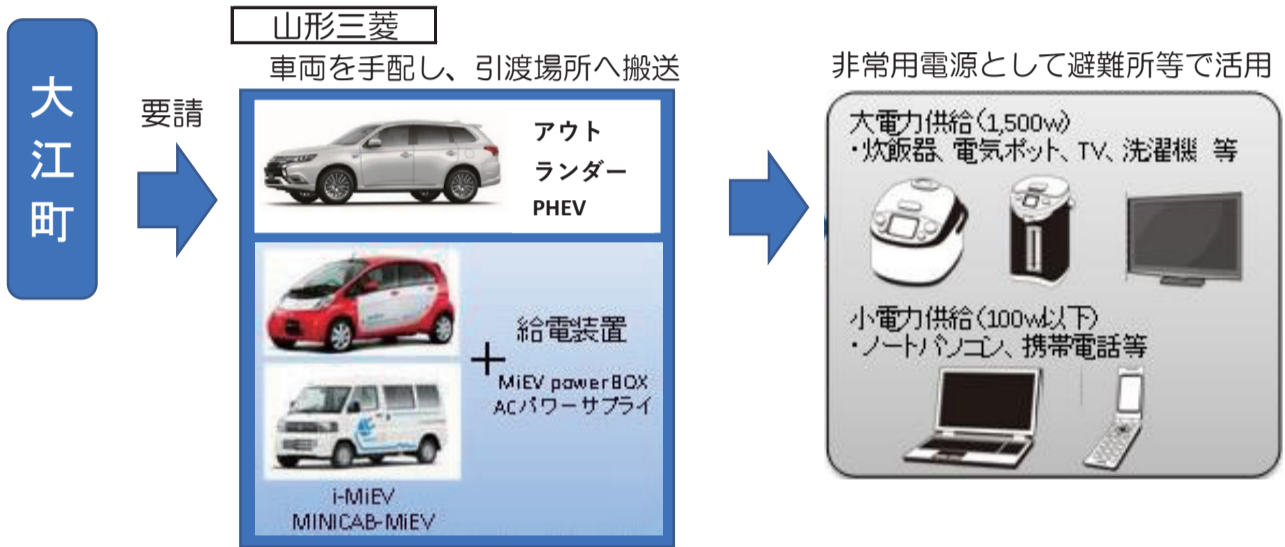 大江町
要請
山形三菱
車両を手配し、引渡場所へ搬送
アウト
ランダー
PHEV
給電装置
MiEV powerBOX
ACパワーサプライ
i-MiEV
MINICAB-MiEV
非常用電源として避難所等で活用
大電力供給(1,500w)
・炊飯器、電気ポット、TV、洗濯機 等
小電力供給(100w以下)
・ノートパソコン、携帯電話等